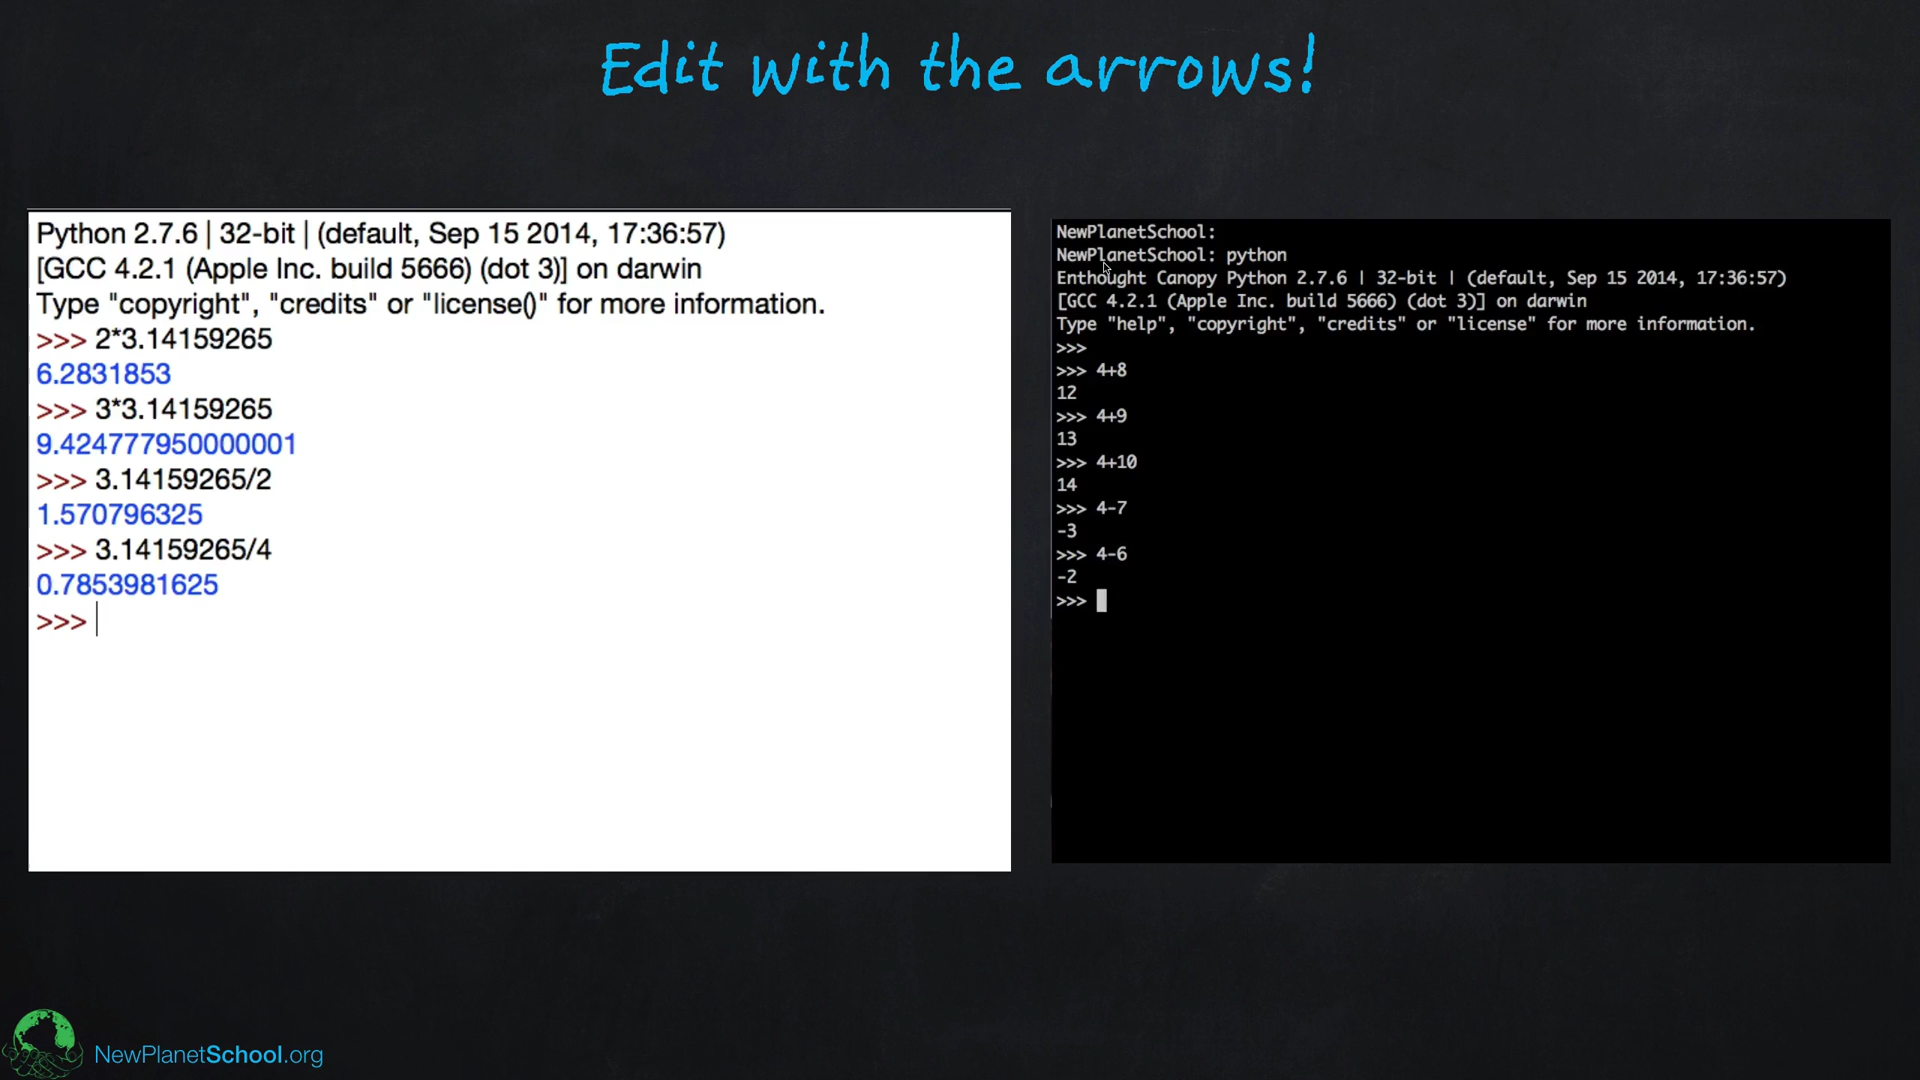 Edit with the arrows!
Python 2.7.6 | 32-bit | (default, Sep 15 2014, 17:36:57)
[GCC 4.2.1 (Apple Inc. build 5666) (dot 3)] on darwin
Type "copyright", "credits" or "license()" for more information.
>>> 2*3.14159265
6.2831853
>>> 3*3.14159265
9.424777950000001
>>> 3.14159265/2
1.570796325
>>> 3.14159265/4
0.7853981625
>>>
NewPlanetSchool:
NewPlanetSchool: python
Enthought Canopy Python 2.7.6 | 32-bit | (default, Sep 15 2014, 17:36:57)
[GCC 4.2.1 (Apple Inc. build 5666) (dot 3)] on darwin
Type "help", "copyright", "credits" or "license" for more information.
>>>
>>> 4+8
12
>>> 4+9
13
>>> 4+10
14
>>> 4-7
-3
>>> 4-6
-2
>>>
NewPlanetSchool.org